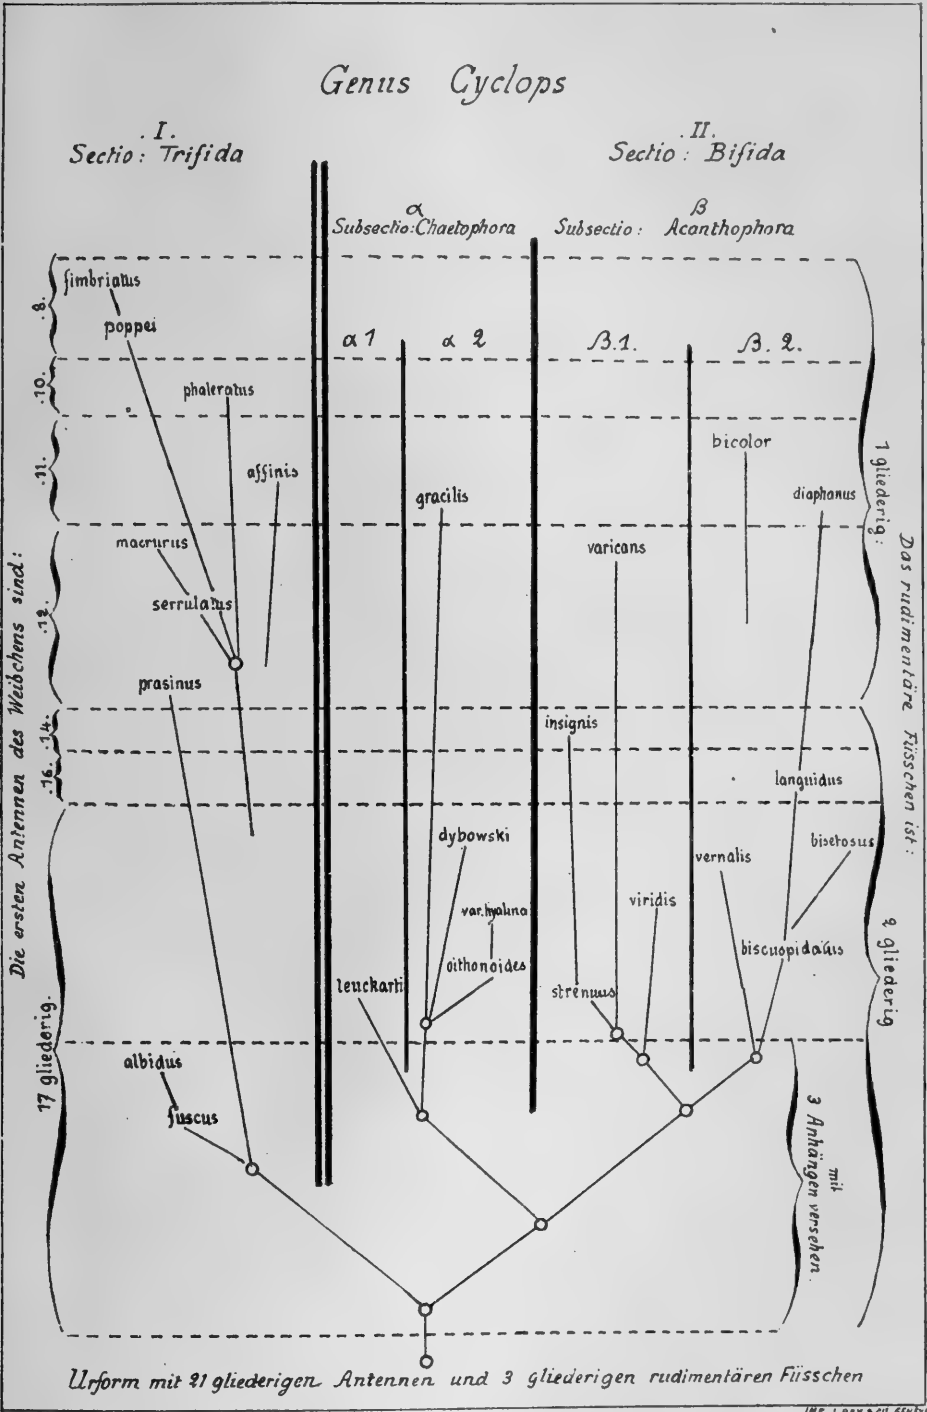 Genus Cyclops
. I .
Sectio : Trifida
. II .
Sectio : Bifida
α
Subsectio : Chaetophora
β
Subsectio : Acanthophora
fimbriatus
poppei
α 1
α 2
β. 1.
β. 2.
phaleratus
affinis
bicolor
gracilis
diaphanus
macrurus
varicans
serrulatus
prasinus
insignis
languidus
dybowski
bisetosus
vernalis
var. hyalina
viridis
oithonoides
biscuspidatus
leuckarti
strenuus
albidus
fuscus
Die ersten Antennen des Weibchens sind :
. 8 .
. 10 .
. 11 .
. 12 .
. 14 .
. 16 .
17 gliederig.
Das rudimentäre Füsschen ist :
1 gliederig :
2 gliederig
mit
3 Anhängen versehen.
Urform mit 21 gliederigen Antennen und 3 gliederigen rudimentären Füsschen